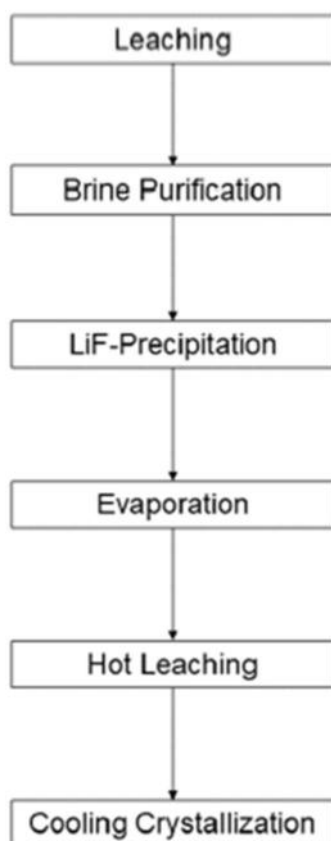 Leaching
Brine Purification
LiF-Precipitation
Evaporation
Hot Leaching
Cooling Crystallization